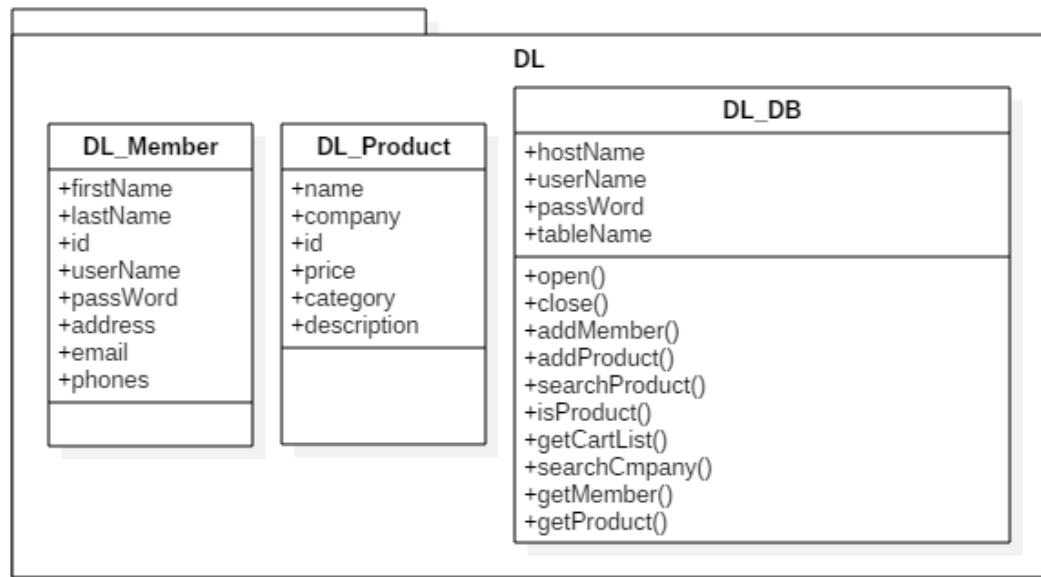 DL
DL_Member
+firstName
+lastName
+id
+userName
+passWord
+address
+email
+phones
DL_Product
+name
+company
+id
+price
+category
+description
DL_DB
+hostName
+userName
+passWord
+tableName
+open()
+close()
+addMember()
+addProduct()
+searchProduct()
+isProduct()
+getCartList()
+searchCmpany()
+getMember()
+getProduct()